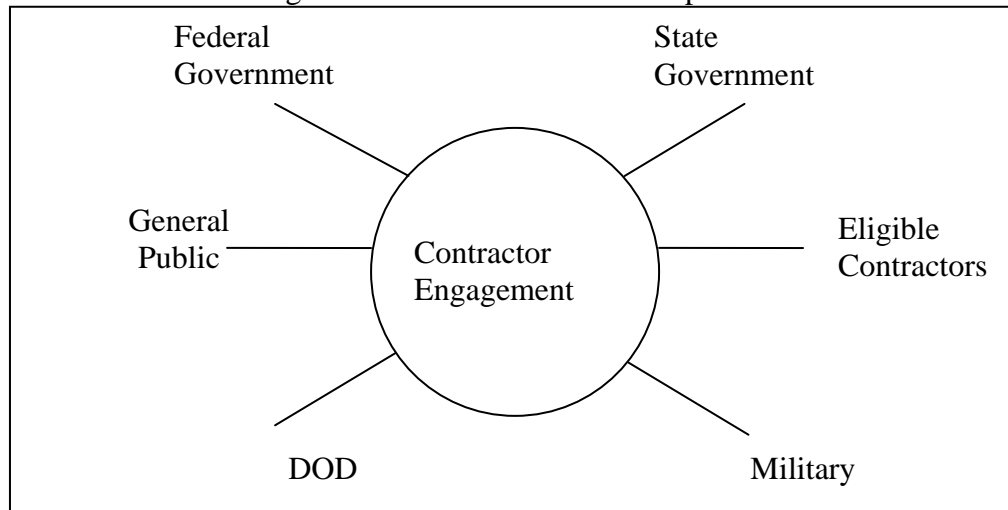 Federal
Government
State
Government
General
Public
Contractor
Engagement
Eligible
Contractors
DOD
Military